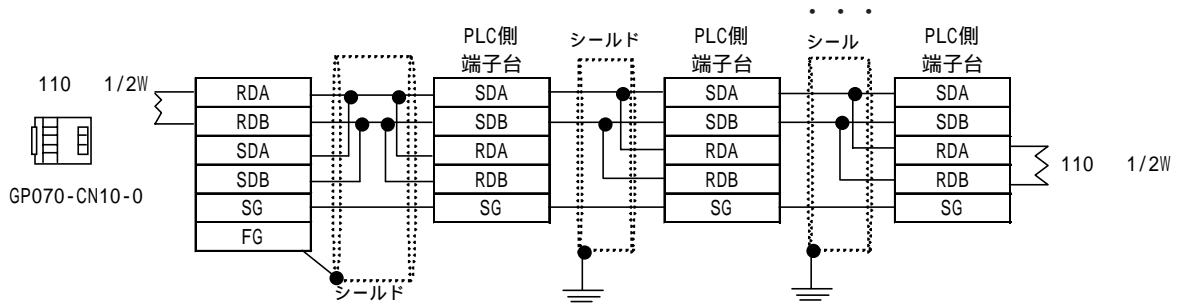 ・・・
110 1/2W
GP070-CN10-0
RDA
RDB
SDA
SDB
SG
FG
シールド
PLC側
端子台
SDA
SDB
RDA
RDB
SG
シールド
PLC側
端子台
SDA
SDB
RDA
RDB
SG
シール
PLC側
端子台
SDA
SDB
RDA
RDB
SG
110 1/2W